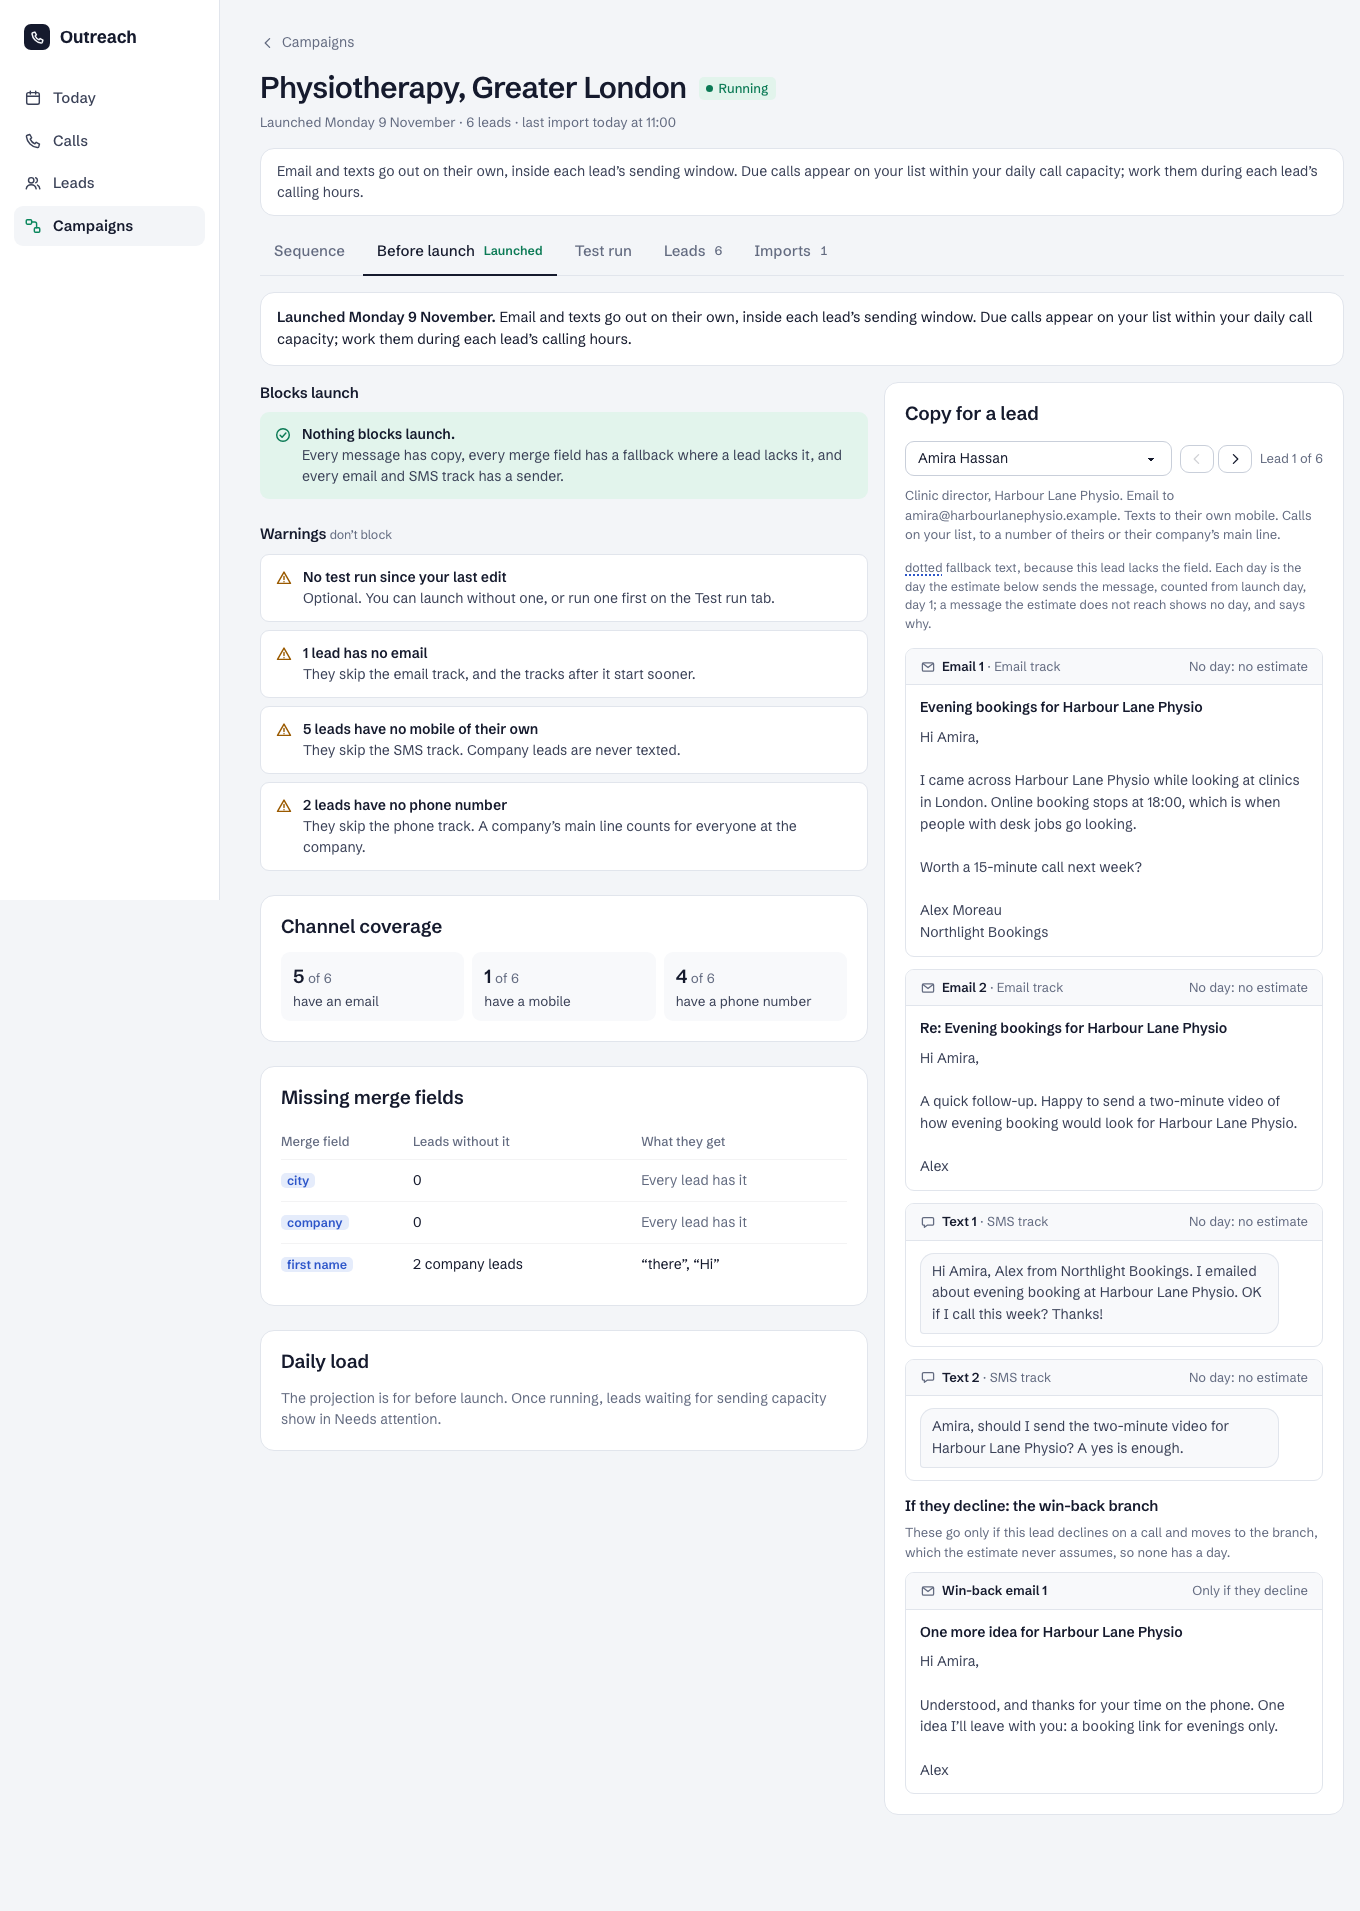 Outreach
Today
Calls
Leads
Campaigns
Campaigns
Physiotherapy, Greater London
Running
Launched Monday 9 November · 6 leads · last import today at 11:00
Email and texts go out on their own, inside each lead’s sending window. Due calls appear on your list within your daily call capacity; work them during each lead’s
calling hours.
Sequence
Before launch Launched
Test run
Leads 6
Imports 1
Launched Monday 9 November. Email and texts go out on their own, inside each lead’s sending window. Due calls appear on your list within your daily call
capacity; work them during each lead’s calling hours.
Blocks launch
Nothing blocks launch.
Every message has copy, every merge field has a fallback where a lead lacks it, and
every email and SMS track has a sender.
Warnings don’t block
No test run since your last edit
Optional. You can launch without one, or run one first on the Test run tab.
1 lead has no email
They skip the email track, and the tracks after it start sooner.
5 leads have no mobile of their own
They skip the SMS track. Company leads are never texted.
2 leads have no phone number
They skip the phone track. A company’s main line counts for everyone at the
company.
Channel coverage
5 of 6
have an email
1 of 6
have a mobile
4 of 6
have a phone number
Missing merge fields
Merge field Leads without it What they get
city 0 Every lead has it
company 0 Every lead has it
first name 2 company leads “there”, “Hi”
Daily load
The projection is for before launch. Once running, leads waiting for sending capacity
show in Needs attention.
Copy for a lead
Amira Hassan
Lead 1 of 6
Clinic director, Harbour Lane Physio. Email to
amira@harbourlanephysio.example. Texts to their own mobile. Calls
on your list, to a number of theirs or their company’s main line.
dotted fallback text, because this lead lacks the field. Each day is the
day the estimate below sends the message, counted from launch day,
day 1; a message the estimate does not reach shows no day, and says
why.
Email 1 · Email track No day: no estimate
Evening bookings for Harbour Lane Physio
Hi Amira,
I came across Harbour Lane Physio while looking at clinics
in London. Online booking stops at 18:00, which is when
people with desk jobs go looking.
Worth a 15-minute call next week?
Alex Moreau
Northlight Bookings
Email 2 · Email track No day: no estimate
Re: Evening bookings for Harbour Lane Physio
Hi Amira,
A quick follow-up. Happy to send a two-minute video of
how evening booking would look for Harbour Lane Physio.
Alex
Text 1 · SMS track No day: no estimate
Hi Amira, Alex from Northlight Bookings. I emailed
about evening booking at Harbour Lane Physio. OK
if I call this week? Thanks!
Text 2 · SMS track No day: no estimate
Amira, should I send the two-minute video for
Harbour Lane Physio? A yes is enough.
If they decline: the win-back branch
These go only if this lead declines on a call and moves to the branch,
which the estimate never assumes, so none has a day.
Win-back email 1 Only if they decline
One more idea for Harbour Lane Physio
Hi Amira,
Understood, and thanks for your time on the phone. One
idea I’ll leave with you: a booking link for evenings only.
Alex